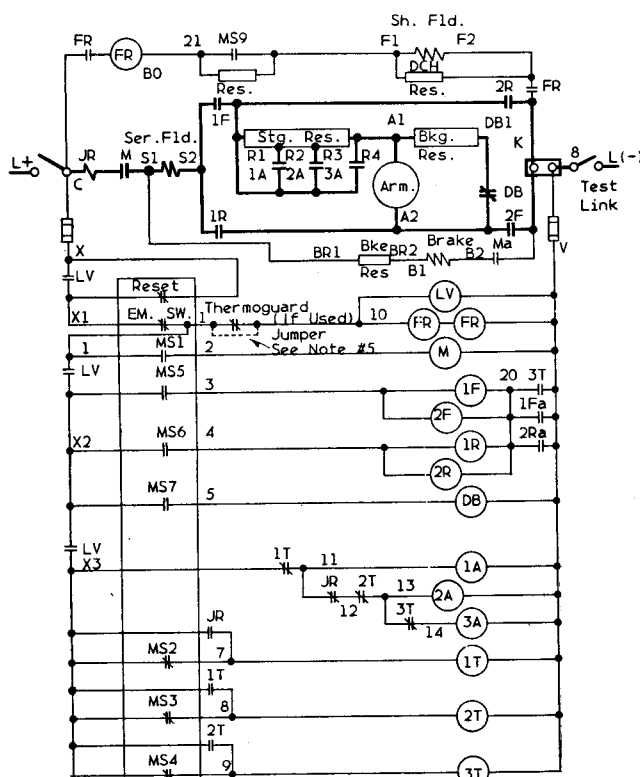 Sh. Fld.
FR
FR
B0
21
MS9
Res.
F1
F2
DCH
Res.
2R
FR
1F
A1
DB1
Ser.Fld.
Stg. Res.
Bkg.
Res.
K
8
L+
C
JR
M
S1
S2
R1
R2
R3
R4
1A
2A
3A
Arm.
DB
L(-)
Test
Link
1R
A2
2F
X
BR1
Bke
Res
BR2
Brake
B1
B2
Ma
V
LV
Reset
X1
EM. SW.
1
Thermoguard
(If Used)
10
LV
FR
FR
Jumper
See Note #5
1
MS1
2
M
LV
MS5
3
1F
20
3T
2F
1Fa
X2
MS6
4
1R
2Ra
2R
MS7
5
DB
LV
X3
1T
11
1A
JR
2T
13
2A
12
3T
14
3A
JR
MS2
7
1T
1T
MS3
8
2T
2T
MS4
9
3T